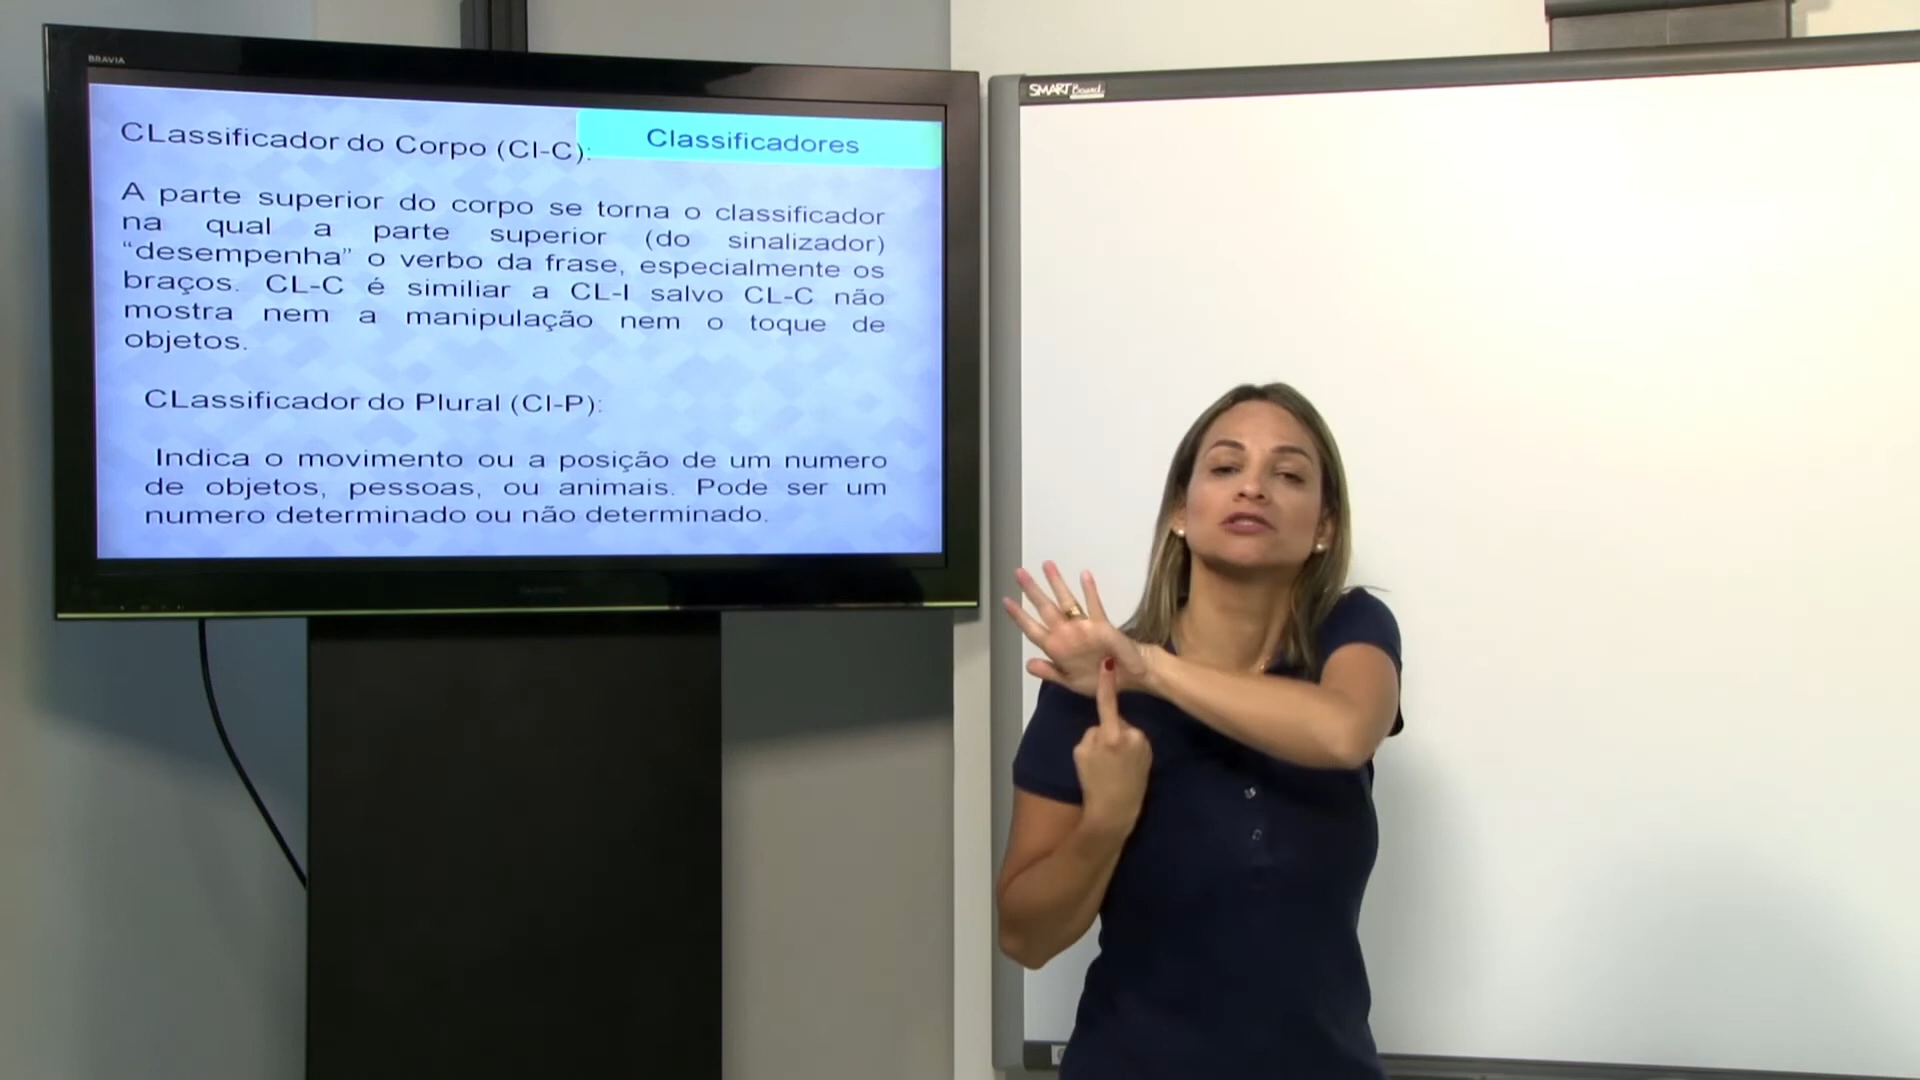 BRAVIA
SMART Board
Classificadores
CLassificador do Corpo (Cl-C):
A parte superior do corpo se torna o classificador
na qual a parte superior (do sinalizador)
“desempenha” o verbo da frase, especialmente os
braços. CL-C é similiar a CL-I salvo CL-C não
mostra nem a manipulação nem o toque de
objetos.
CLassificador do Plural (Cl-P):
Indica o movimento ou a posição de um numero
de objetos, pessoas, ou animais. Pode ser um
numero determinado ou não determinado.